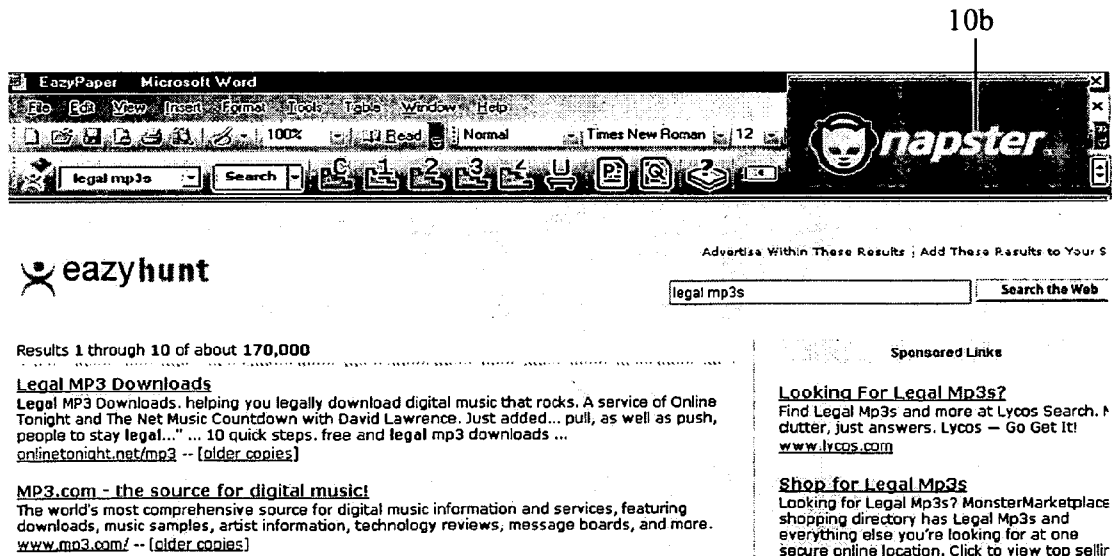 10b
EazyPaper Microsoft Word
File Edit View Insert Format Tools Table Window Help
100% Read Normal Times New Roman 12
napster
legal mp3s Search C 1 2 3 4 U P: Q ?
Advertise Within These Results | Add These Results to Your S
eazyhunt
legal mp3s Search the Web
Results 1 through 10 of about 170,000
Sponsored Links
Legal MP3 Downloads
Legal MP3 Downloads. helping you legally download digital music that rocks. A service of Online
Tonight and The Net Music Countdown with David Lawrence. Just added... pull, as well as push,
people to stay legal..." ... 10 quick steps. free and legal mp3 downloads ...
onlinetonight.net/mp3 -- [older copies]
MP3.com - the source for digital music!
The world's most comprehensive source for digital music information and services, featuring
downloads, music samples, artist information, technology reviews, message boards, and more.
www.mp3.com/ -- [older copies]
Looking For Legal Mp3s?
Find Legal Mp3s and more at Lycos Search.
clutter, just answers. Lycos — Go Get It!
www.lycos.com
Shop for Legal Mp3s
Looking for Legal Mp3s? MonsterMarketplace
shopping directory has Legal Mp3s and
everything else you're looking for at one
secure online location. Click to view top sellin